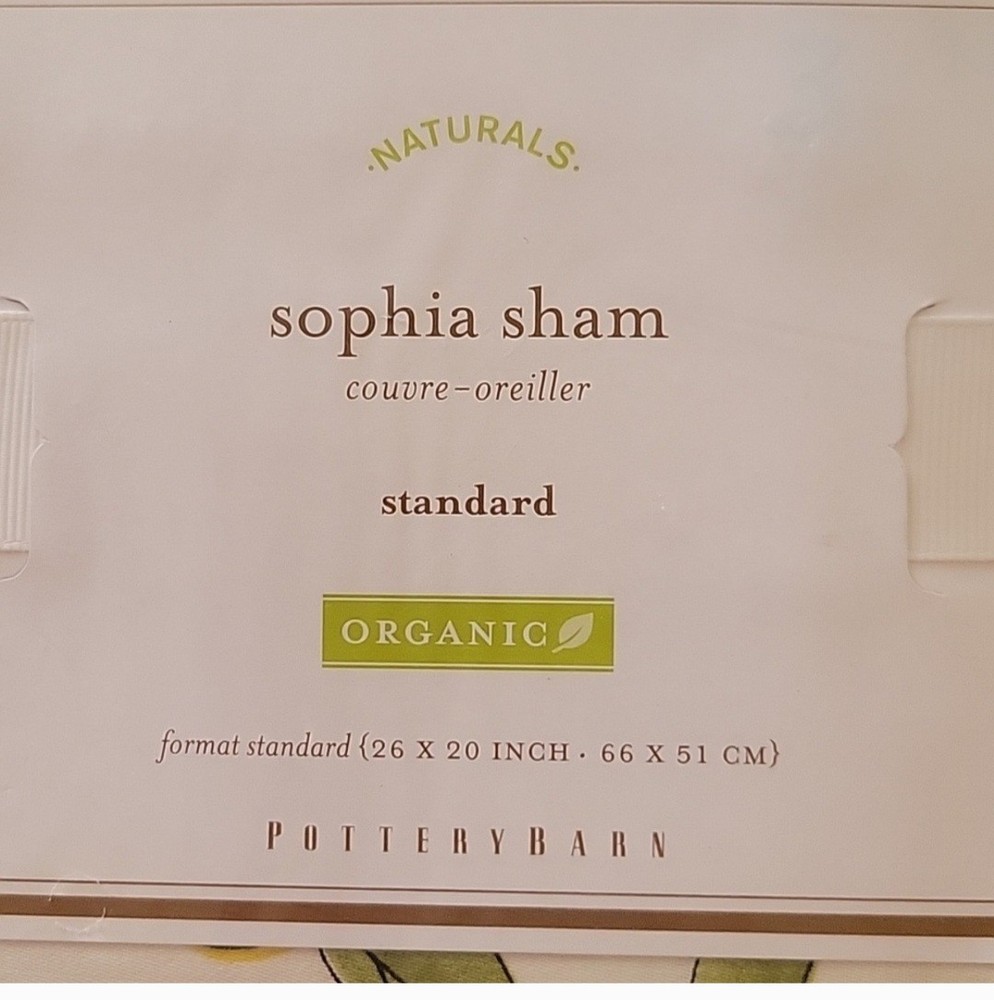 ·NATURALS·
sophia sham
couvre-oreiller
standard
ORGANIC
format standard {26 X 20 INCH · 66 X 51 CM}
POTTERYBARN